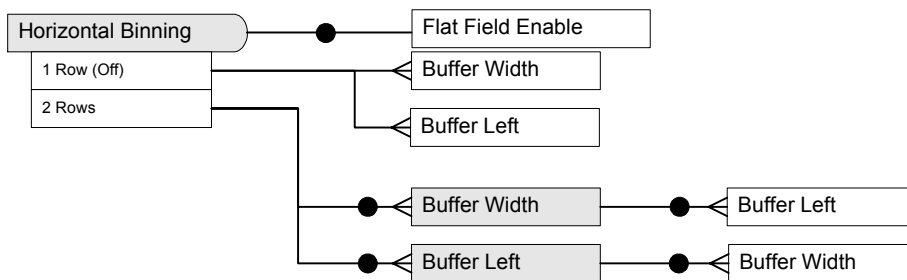 Horizontal Binning
Flat Field Enable
1 Row (Off)
Buffer Width
2 Rows
Buffer Left
Buffer Width
Buffer Left
Buffer Left
Buffer Width